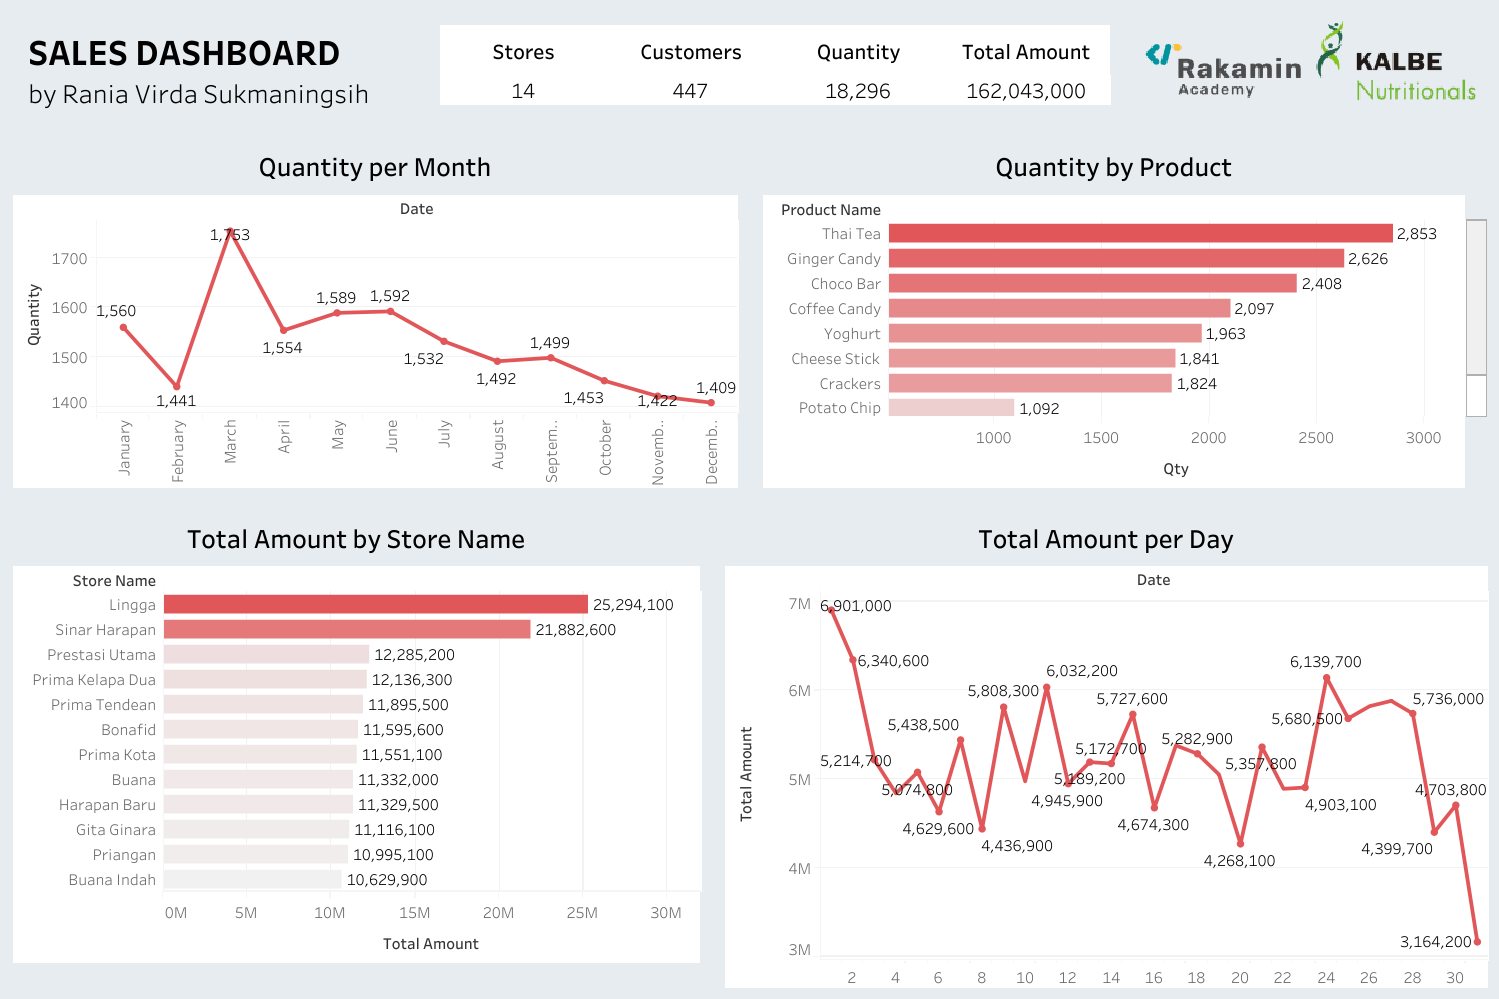 SALES DASHBOARD
by Rania Virda Sukmaningsih
Stores Customers Quantity Total Amount
14 447 18,296 162,043,000
Rakamin
Academy
KALBE
Nutritionals
Quantity per Month
Date
Quantity
1700
1600
1500
1400
1,560
1,441
1,753
1,554
1,589
1,592
1,532
1,492
1,499
1,453
1,422
1,409
January
February
March
April
May
June
July
August
Septem..
October
Novemb..
Decemb..
Quantity by Product
Product Name
Thai Tea 2,853
Ginger Candy 2,626
Choco Bar 2,408
Coffee Candy 2,097
Yoghurt 1,963
Cheese Stick 1,841
Crackers 1,824
Potato Chip 1,092
1000 1500 2000 2500 3000
Qty
Total Amount by Store Name
Store Name
Lingga 25,294,100
Sinar Harapan 21,882,600
Prestasi Utama 12,285,200
Prima Kelapa Dua 12,136,300
Prima Tendean 11,895,500
Bonafid 11,595,600
Prima Kota 11,551,100
Buana 11,332,000
Harapan Baru 11,329,500
Gita Ginara 11,116,100
Priangan 10,995,100
Buana Indah 10,629,900
0M 5M 10M 15M 20M 25M 30M
Total Amount
Total Amount per Day
Date
Total Amount
7M
6M
5M
4M
3M
6,901,000
6,340,600
5,214,700
5,074,800
4,629,600
5,438,500
4,436,900
5,808,300
6,032,200
4,945,900
5,189,200
5,172,700
5,727,600
4,674,300
5,282,900
4,268,100
5,357,800
4,903,100
6,139,700
5,680,500
5,736,000
4,399,700
4,703,800
3,164,200
2 4 6 8 10 12 14 16 18 20 22 24 26 28 30